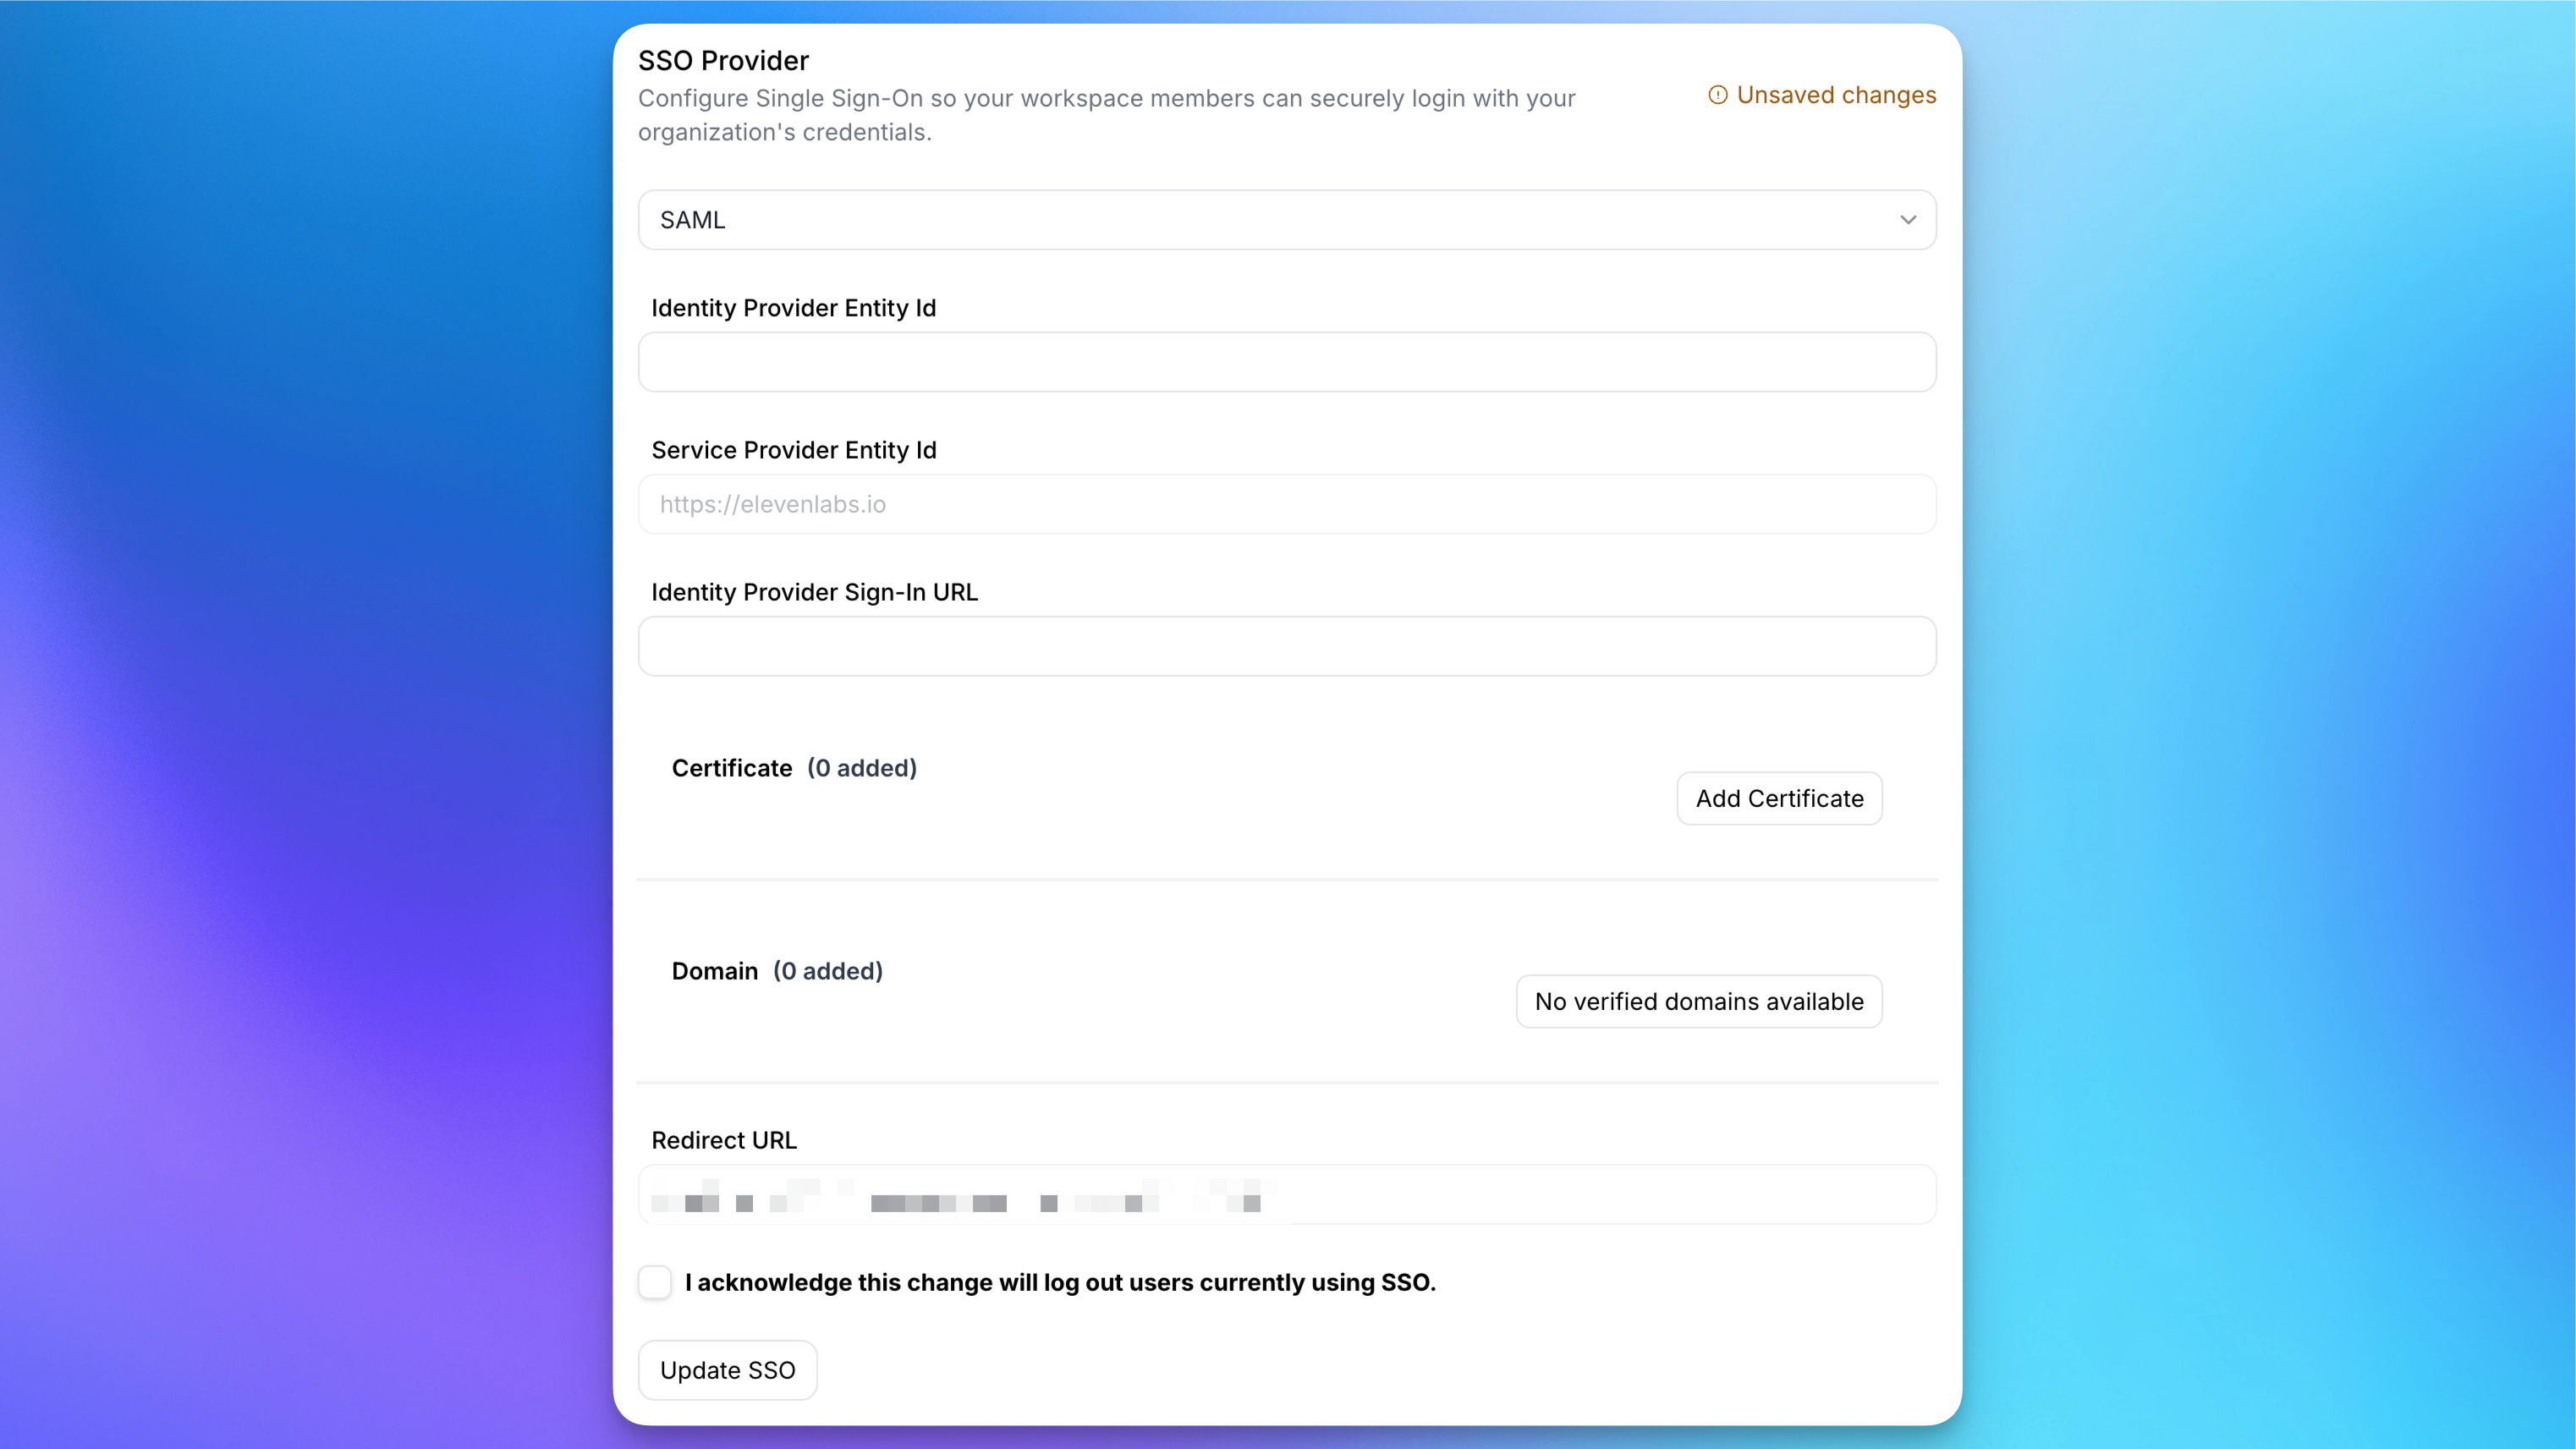 SSO Provider
Configure Single Sign-On so your workspace members can securely login with your
organization's credentials.
Unsaved changes
SAML
Identity Provider Entity Id
Service Provider Entity Id
https://elevenlabs.io
Identity Provider Sign-In URL
Certificate (0 added)
Add Certificate
Domain (0 added)
No verified domains available
Redirect URL
I acknowledge this change will log out users currently using SSO.
Update SSO